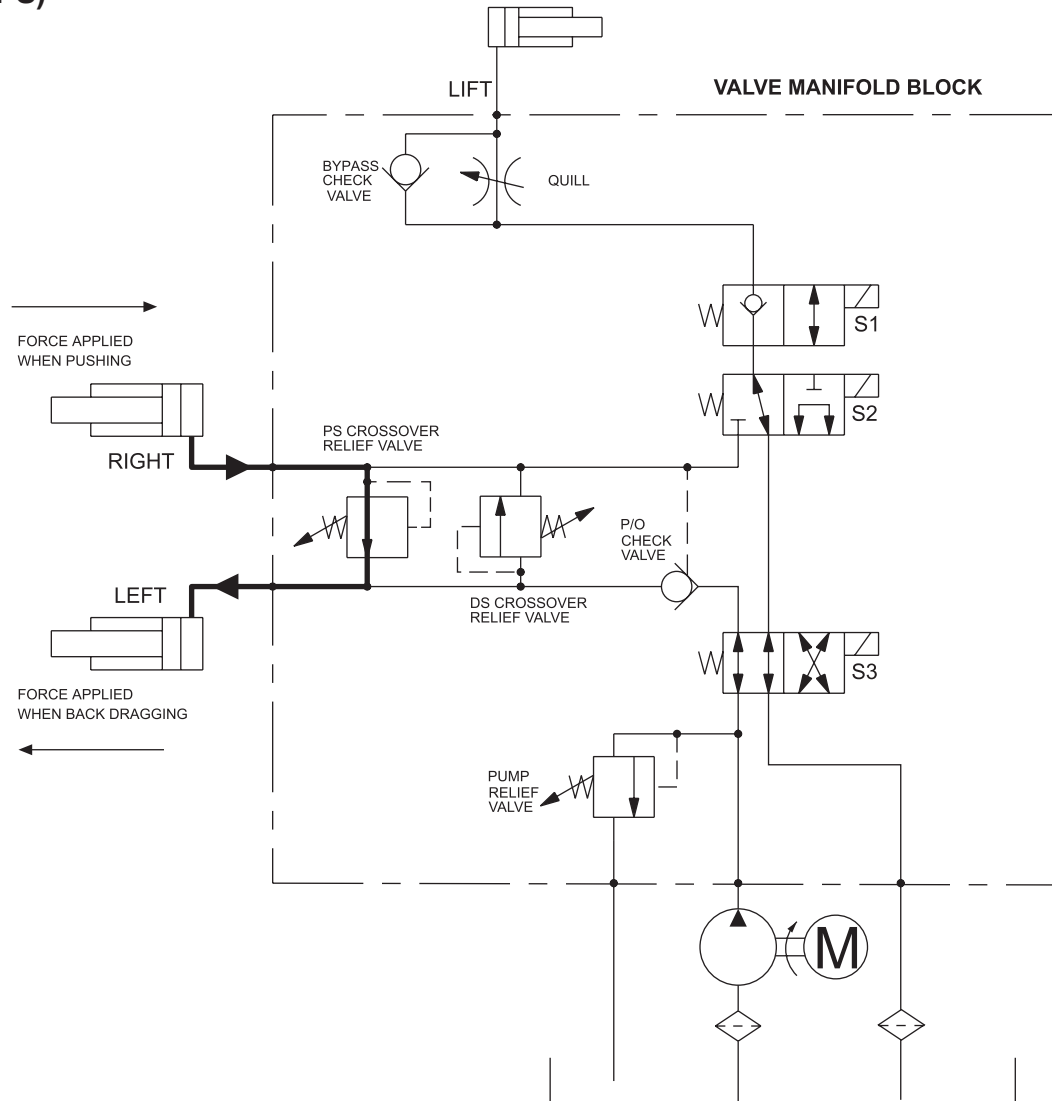 LIFT
VALVE MANIFOLD BLOCK
BYPASS
CHECK
VALVE
QUILL
S1
FORCE APPLIED
WHEN PUSHING
S2
PS CROSSOVER
RELIEF VALVE
RIGHT
P/O
CHECK
VALVE
LEFT
DS CROSSOVER
RELIEF VALVE
S3
FORCE APPLIED
WHEN BACK DRAGGING
PUMP
RELIEF
VALVE
M